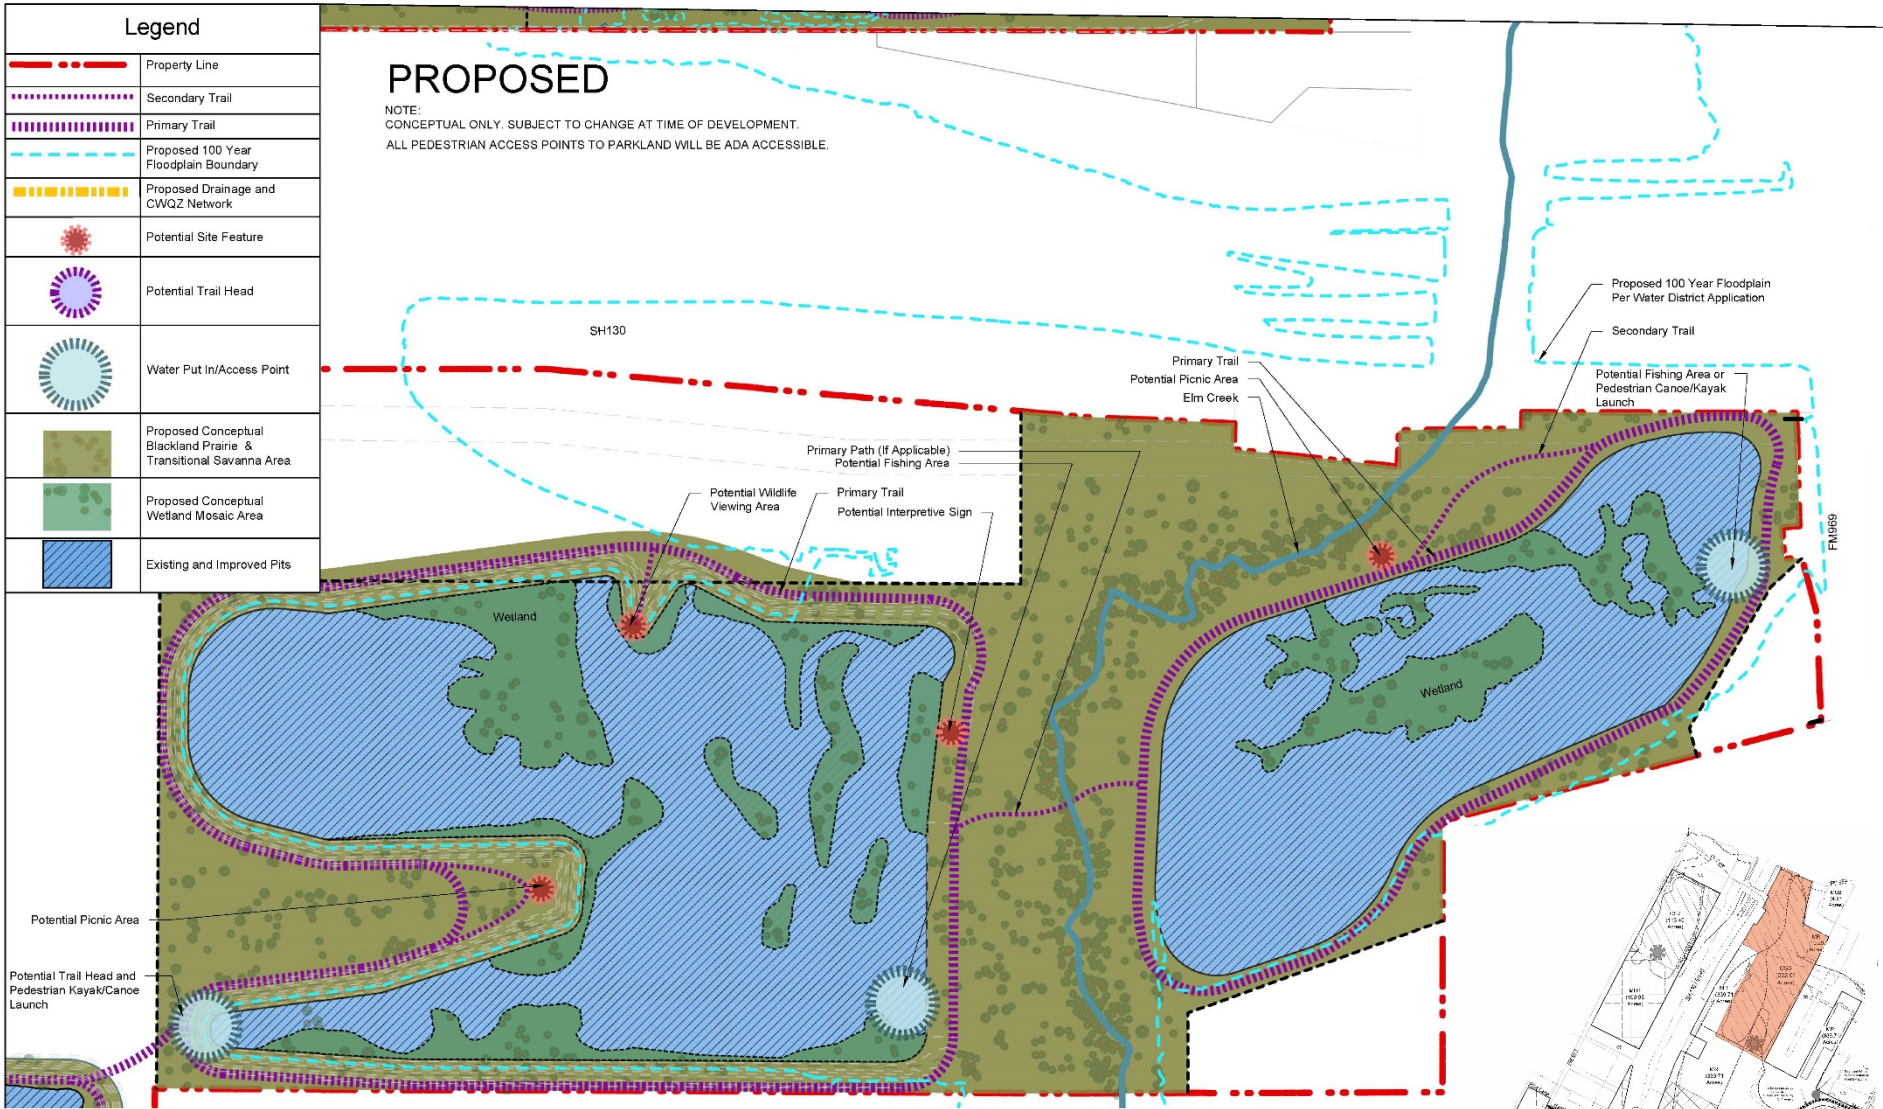 Legend
Property Line
Secondary Trail
Primary Trail
Proposed 100 Year
Floodplain Boundary
Proposed Drainage and
CWQZ Network
Potential Site Feature
Potential Trail Head
Water Put In/Access Point
Proposed Conceptual
Blackland Prairie &
Transitional Savanna Area
Proposed Conceptual
Wetland Mosaic Area
Existing and Improved Pits
PROPOSED
NOTE:
CONCEPTUAL ONLY. SUBJECT TO CHANGE AT TIME OF DEVELOPMENT.
ALL PEDESTRIAN ACCESS POINTS TO PARKLAND WILL BE ADA ACCESSIBLE.
SH130
Proposed 100 Year Floodplain
Per Water District Application
Secondary Trail
Primary Trail
Potential Picnic Area
Elm Creek
Potential Fishing Area or
Pedestrian Canoe/Kayak
Launch
Primary Path (If Applicable)
Potential Fishing Area
Potential Wildlife
Viewing Area
Primary Trail
Potential Interpretive Sign
FM969
Wetland
Wetland
Potential Picnic Area
Potential Trail Head and
Pedestrian Kayak/Canoe
Launch